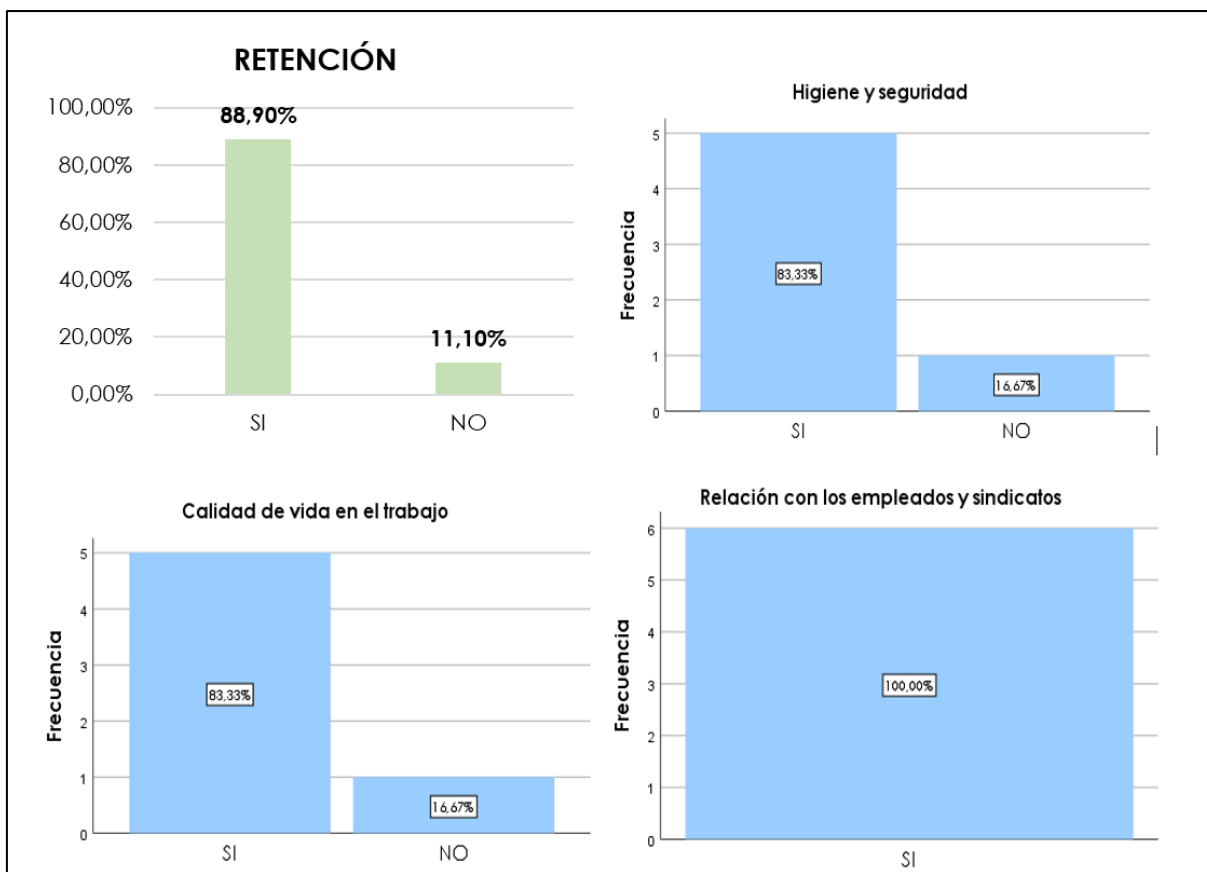 RETENCIÓN
100,00%
80,00%
60,00%
40,00%
20,00%
0,00%
88,90%
11,10%
SI NO
Higiene y seguridad
Frecuencia
5
4
3
2
1
0
83,33%
16,67%
SI NO
Calidad de vida en el trabajo
Frecuencia
5
4
3
2
1
0
83,33%
16,67%
SI NO
Relación con los empleados y sindicatos
Frecuencia
6
5
4
3
2
1
0
100,00%
SI